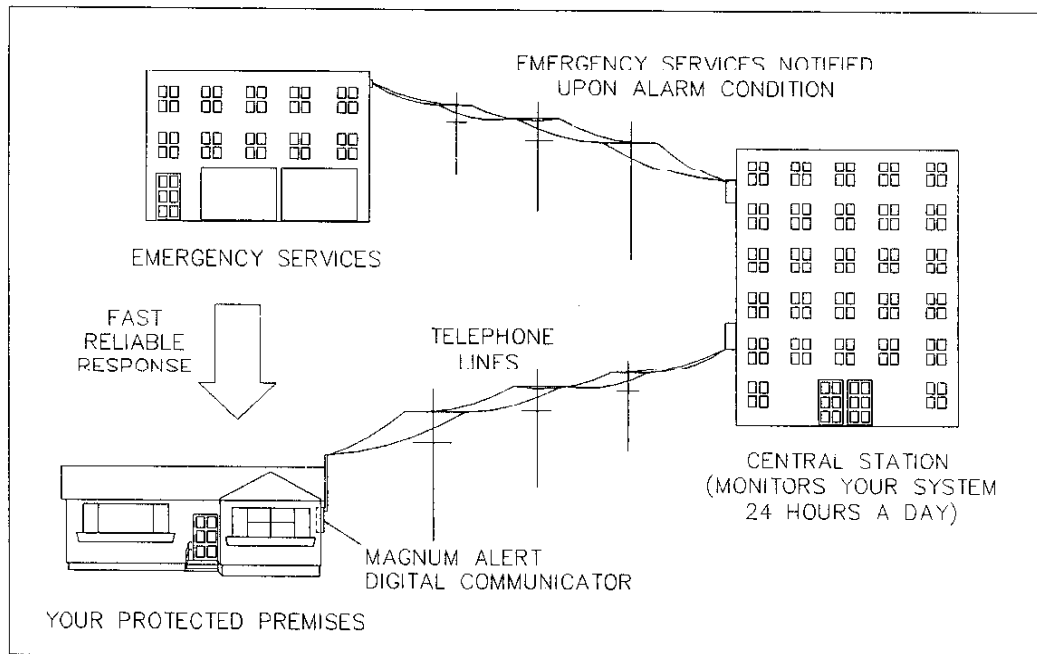 EMERGENCY SERVICES NOTIFIED
UPON ALARM CONDITION
EMERGENCY SERVICES
FAST
RELIABLE
RESPONSE
TELEPHONE
LINES
CENTRAL STATION
(MONITORS YOUR SYSTEM
24 HOURS A DAY)
MAGNUM ALERT
DIGITAL COMMUNICATOR
YOUR PROTECTED PREMISES